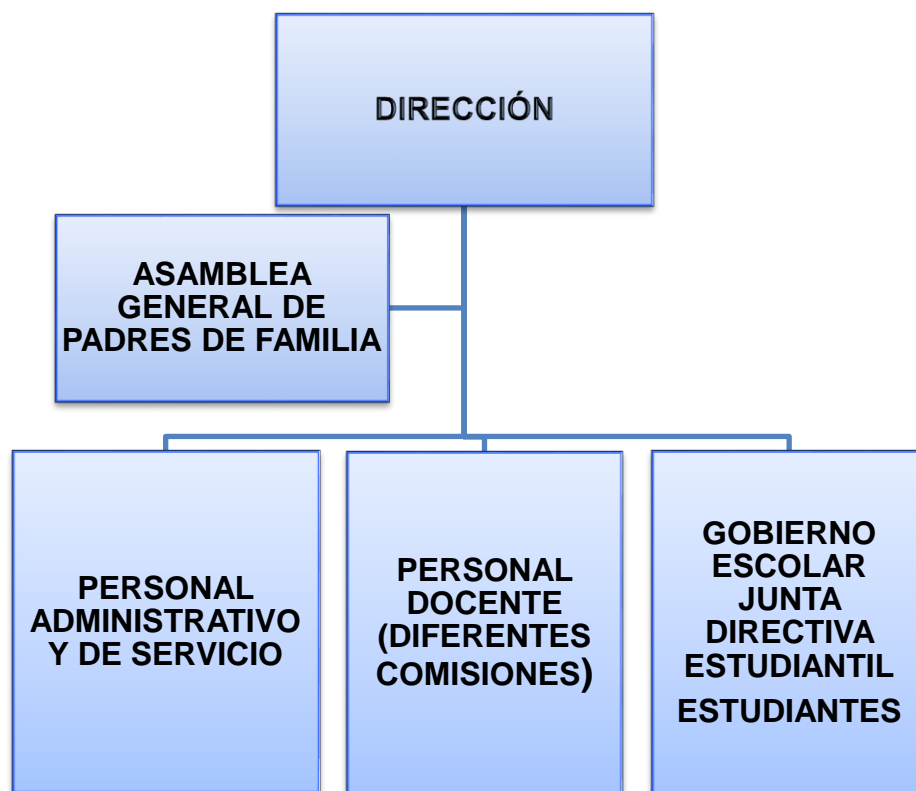 DIRECCIÓN
ASAMBLEA
GENERAL DE
PADRES DE FAMILIA
PERSONAL
ADMINISTRATIVO
Y DE SERVICIO
PERSONAL
DOCENTE
(DIFERENTES
COMISIONES)
GOBIERNO
ESCOLAR
JUNTA
DIRECTIVA
ESTUDIANTIL
ESTUDIANTES